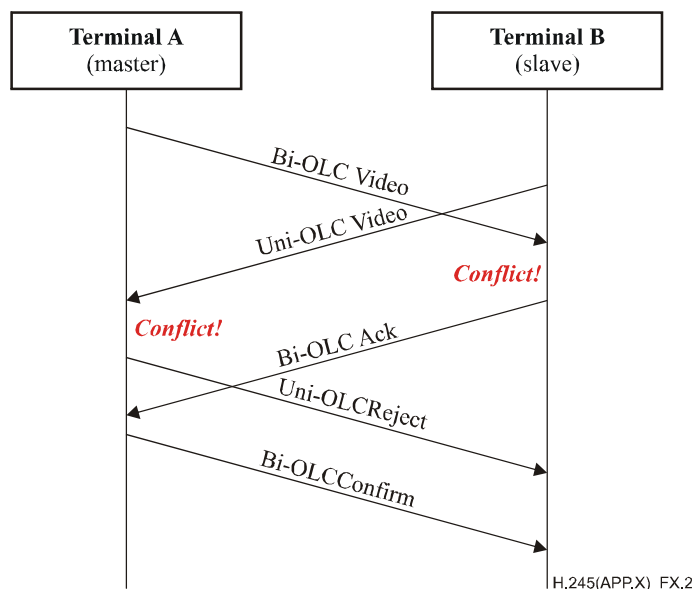 Terminal A
(master)
Terminal B
(slave)
Bi-OLC Video
Uni-OLC Video
Conflict!
Conflict!
Bi-OLC Ack
Uni-OLCReject
Bi-OLCConfirm
H.245(APP.X)_FX.2